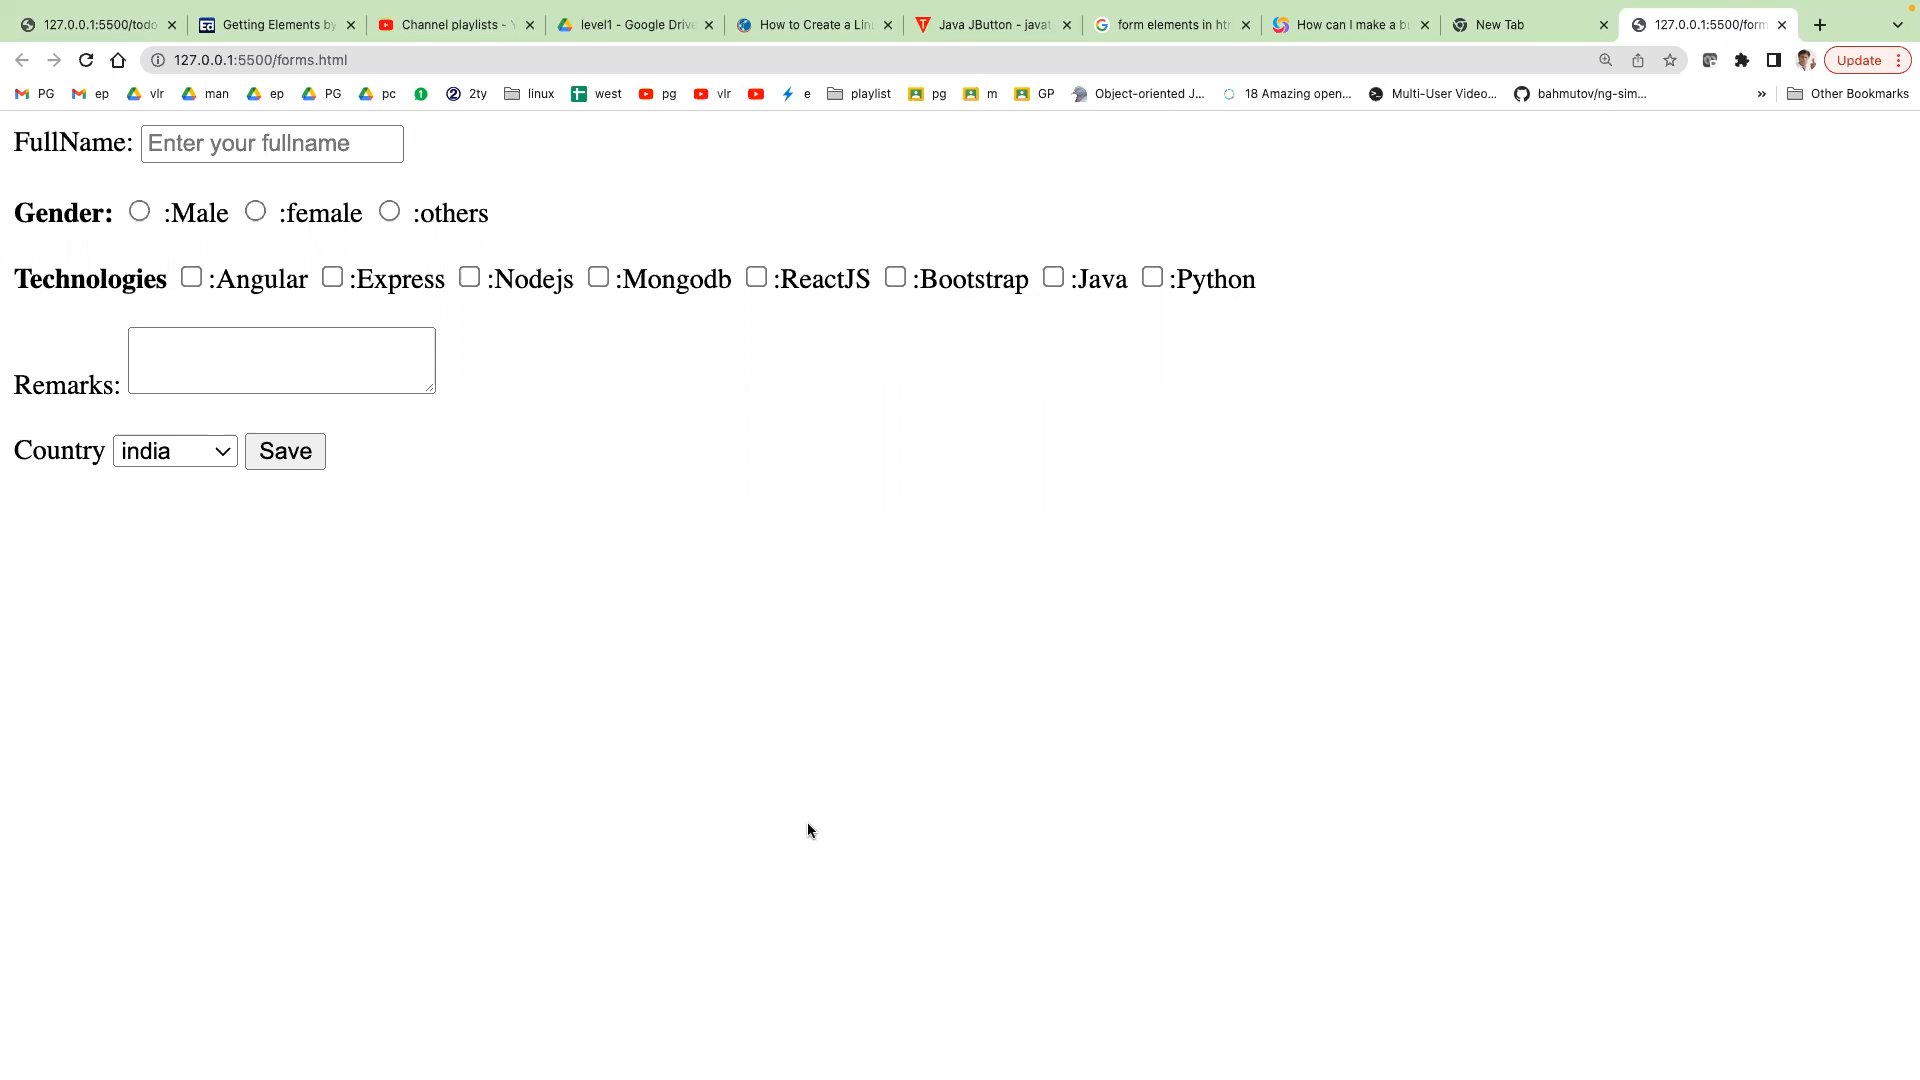 127.0.0.1:5500/todo
Getting Elements by
Channel playlists - Y
level1 - Google Drive
How to Create a Lin
Java JButton - javat
form elements in htm
How can I make a bu
New Tab
127.0.0.1:5500/form
127.0.0.1:5500/forms.html
Update
PG ep vlr man ep PG pc 2ty linux west pg vlr e playlist pg m GP Object-oriented J... 18 Amazing open... Multi-User Video... bahmutov/ng-sim... » Other Bookmarks
FullName: Enter your fullname
Gender: :Male :female :others
Technologies :Angular :Express :Nodejs :Mongodb :ReactJS :Bootstrap :Java :Python
Remarks:
Country india Save